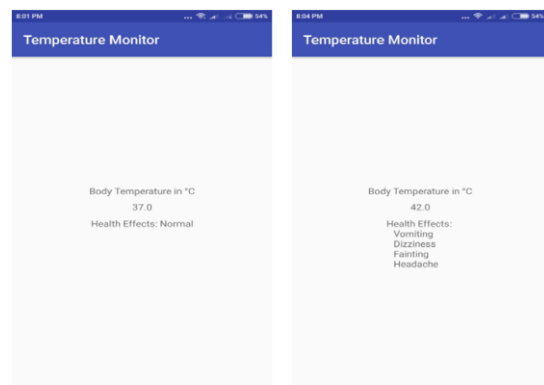 8:01 PM ... 54%
Temperature Monitor
Body Temperature in °C
37.0
Health Effects: Normal
8:04 PM ... 54%
Temperature Monitor
Body Temperature in °C
42.0
Health Effects:
Vomiting
Dizziness
Fainting
Headache